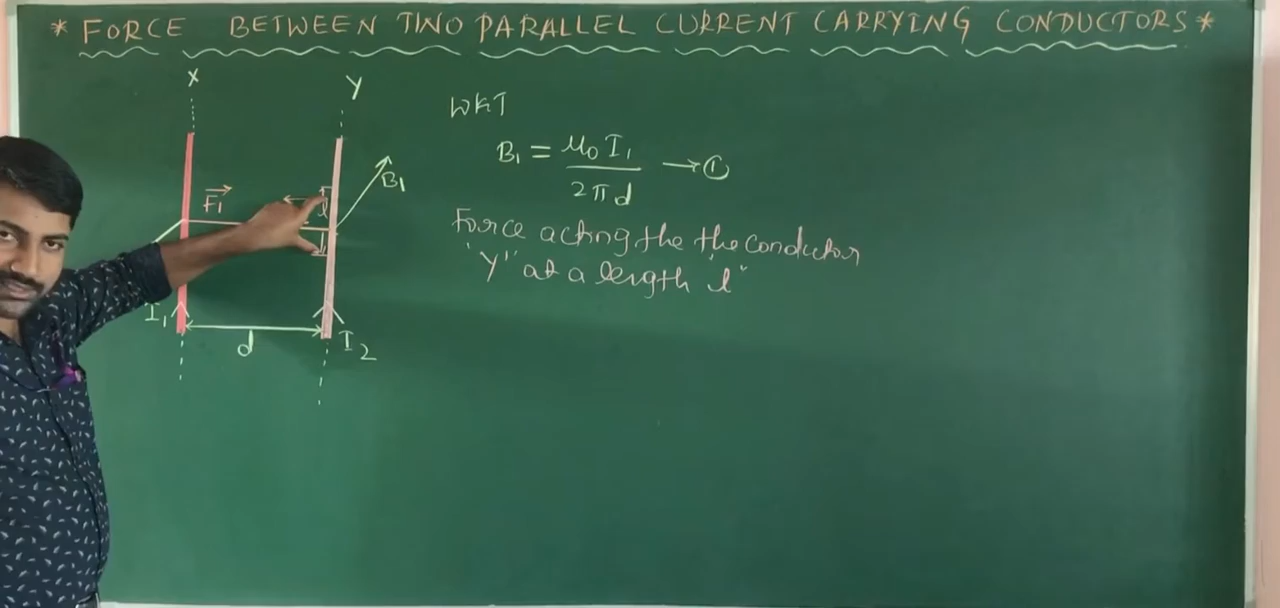 * FORCE BETWEEN TWO PARALLEL CURRENT CARRYING CONDUCTORS *
X
Y
WKT
B₁ = μ₀ I₁ / 2πd → ①
B₁
F₁
l
Force acting the the conductor
"Y" at a length l"
I₁
d
I₂